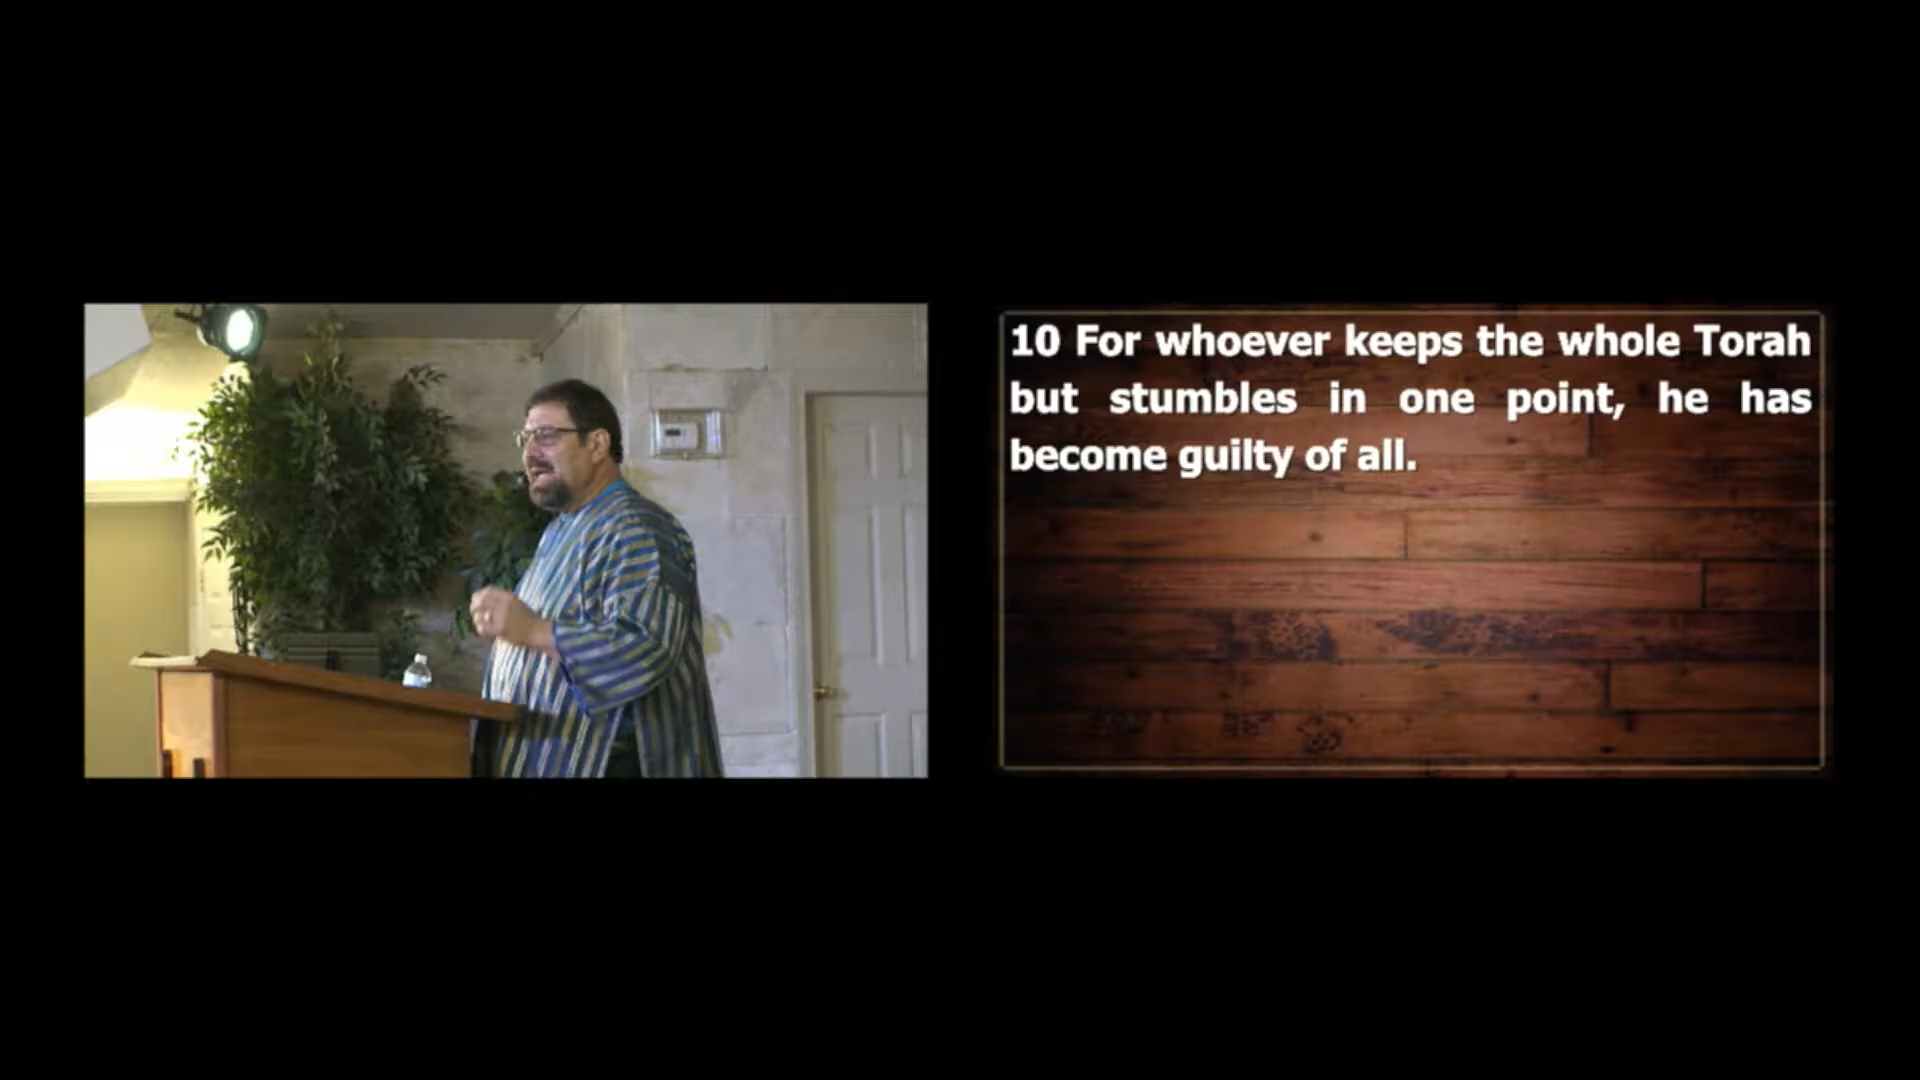 10 For whoever keeps the whole Torah
but stumbles in one point, he has
become guilty of all.